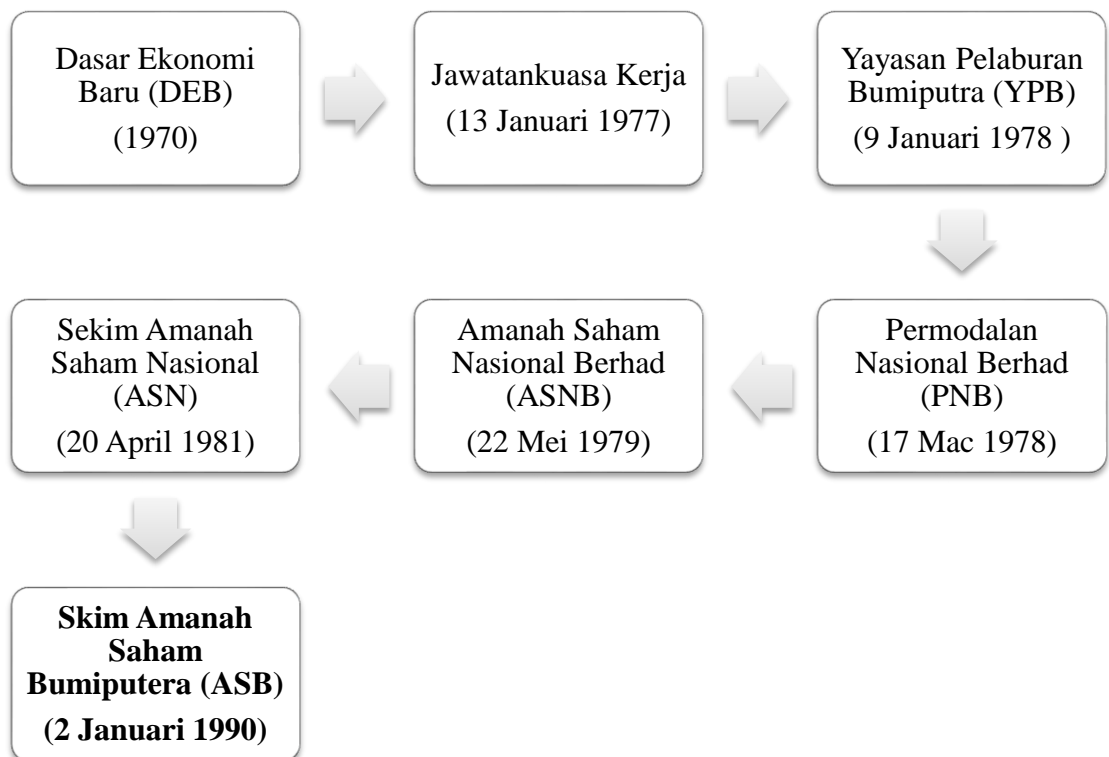 Dasar Ekonomi
Baru (DEB)
(1970)
Jawatankuasa Kerja
(13 Januari 1977)
Yayasan Pelaburan
Bumiputra (YPB)
(9 Januari 1978 )
Permodalan
Nasional Berhad
(PNB)
(17 Mac 1978)
Amanah Saham
Nasional Berhad
(ASNB)
(22 Mei 1979)
Sekim Amanah
Saham Nasional
(ASN)
(20 April 1981)
Skim Amanah
Saham
Bumiputera (ASB)
(2 Januari 1990)